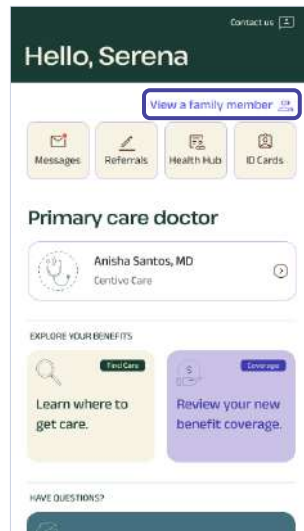 Contact us
Hello, Serena
View a family member
Messages Referrals Health Hub ID Cards
Primary care doctor
Anisha Santos, MD
Centivo Care
EXPLORE YOUR BENEFITS
Find Care
Learn where to
get care.
Coverage
$
Review your new
benefit coverage.
HAVE QUESTIONS?